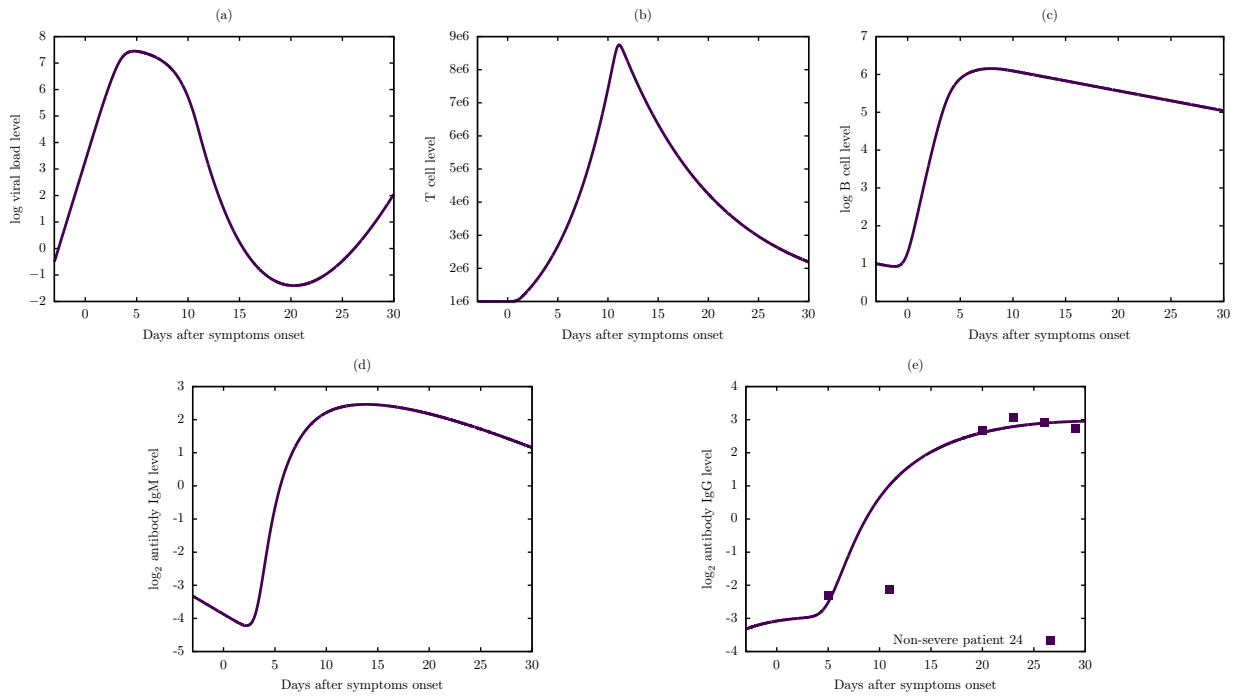 (a)
8
7
6
5
4
3
2
1
0
−1
−2
0 5 10 15 20 25 30
log viral load level
Days after symptoms onset
(b)
9e6
8e6
7e6
6e6
5e6
4e6
3e6
2e6
1e6
0 5 10 15 20 25 30
T cell level
Days after symptoms onset
(c)
7
6
5
4
3
2
1
0
0 5 10 15 20 25 30
log B cell level
Days after symptoms onset
(d)
3
2
1
0
-1
-2
-3
-4
-5
0 5 10 15 20 25 30
log₂ antibody IgM level
Days after symptoms onset
(e)
4
3
2
1
0
-1
-2
-3
-4
0 5 10 15 20 25 30
log₂ antibody IgG level
Non-severe patient 24
Days after symptoms onset